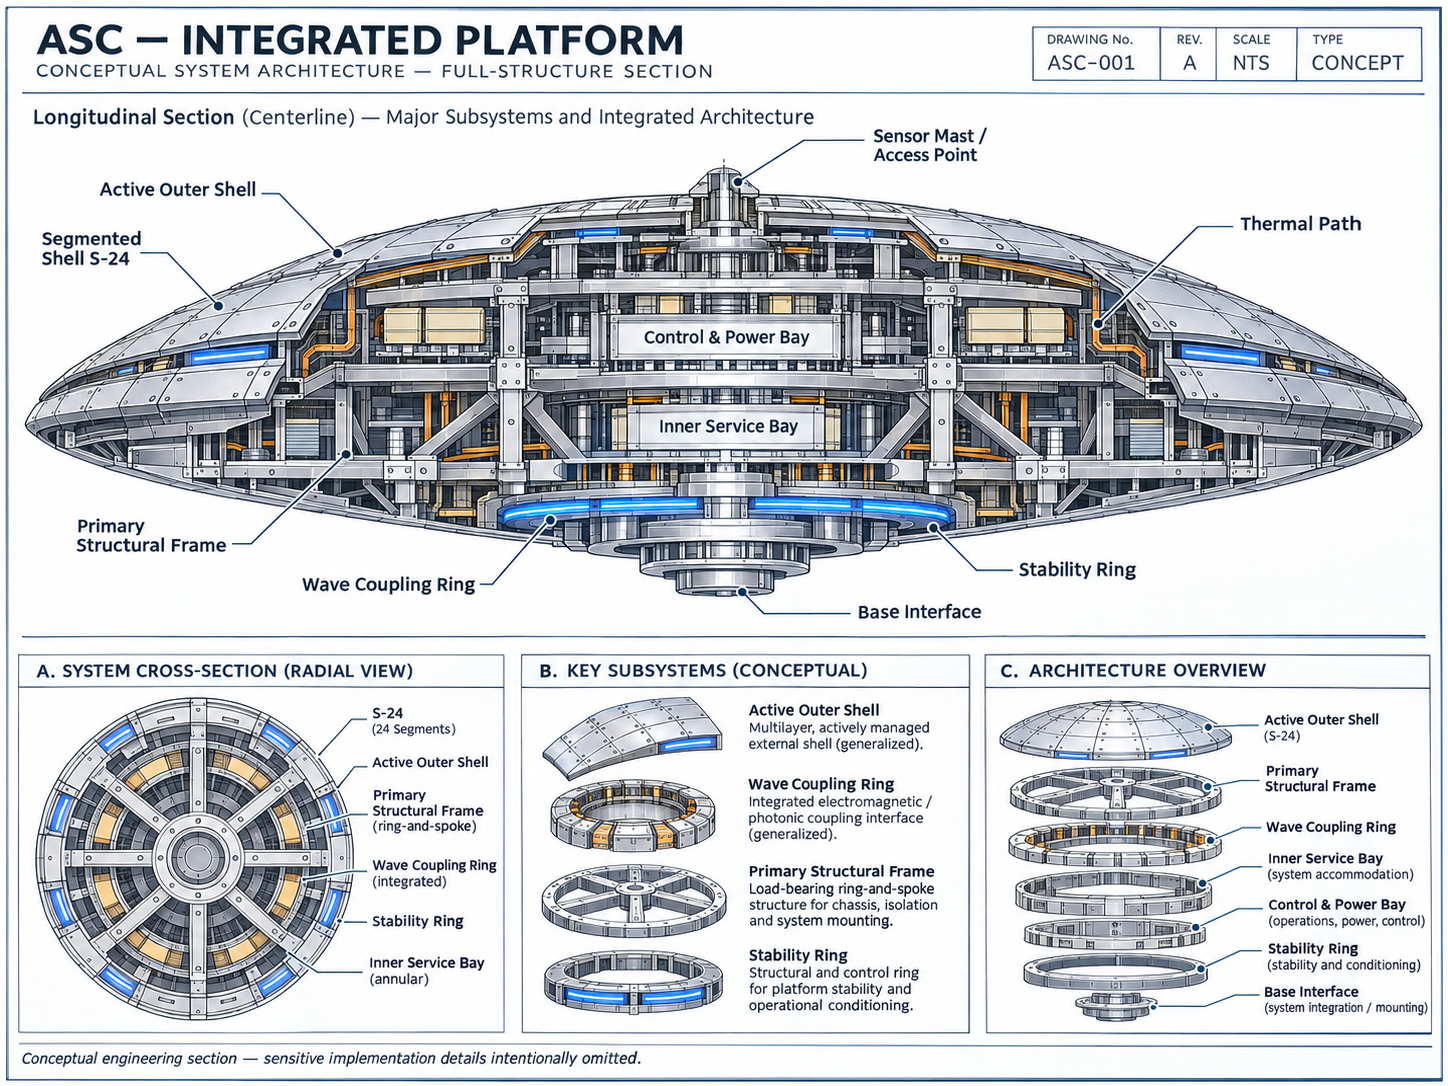 ASC — INTEGRATED PLATFORM
CONCEPTUAL SYSTEM ARCHITECTURE — FULL-STRUCTURE SECTION
DRAWING No.
ASC-001
REV.
A
SCALE
NTS
TYPE
CONCEPT
Longitudinal Section (Centerline) — Major Subsystems and Integrated Architecture
Sensor Mast /
Access Point
Active Outer Shell
Segmented
Shell S-24
Thermal Path
Control & Power Bay
Inner Service Bay
Primary
Structural Frame
Wave Coupling Ring
Stability Ring
Base Interface
A. SYSTEM CROSS-SECTION (RADIAL VIEW)
S-24
(24 Segments)
Active Outer Shell
Primary
Structural Frame
(ring-and-spoke)
Wave Coupling Ring
(integrated)
Stability Ring
Inner Service Bay
(annular)
B. KEY SUBSYSTEMS (CONCEPTUAL)
Active Outer Shell
Multilayer, actively managed
external shell (generalized).
Wave Coupling Ring
Integrated electromagnetic /
photonic coupling interface
(generalized).
Primary Structural Frame
Load-bearing ring-and-spoke
structure for chassis, isolation
and system mounting.
Stability Ring
Structural and control ring
for platform stability and
operational conditioning.
C. ARCHITECTURE OVERVIEW
Active Outer Shell
(S-24)
Primary
Structural Frame
Wave Coupling Ring
Inner Service Bay
(system accommodation)
Control & Power Bay
(operations, power, control)
Stability Ring
(stability and conditioning)
Base Interface
(system integration / mounting)
Conceptual engineering section — sensitive implementation details intentionally omitted.